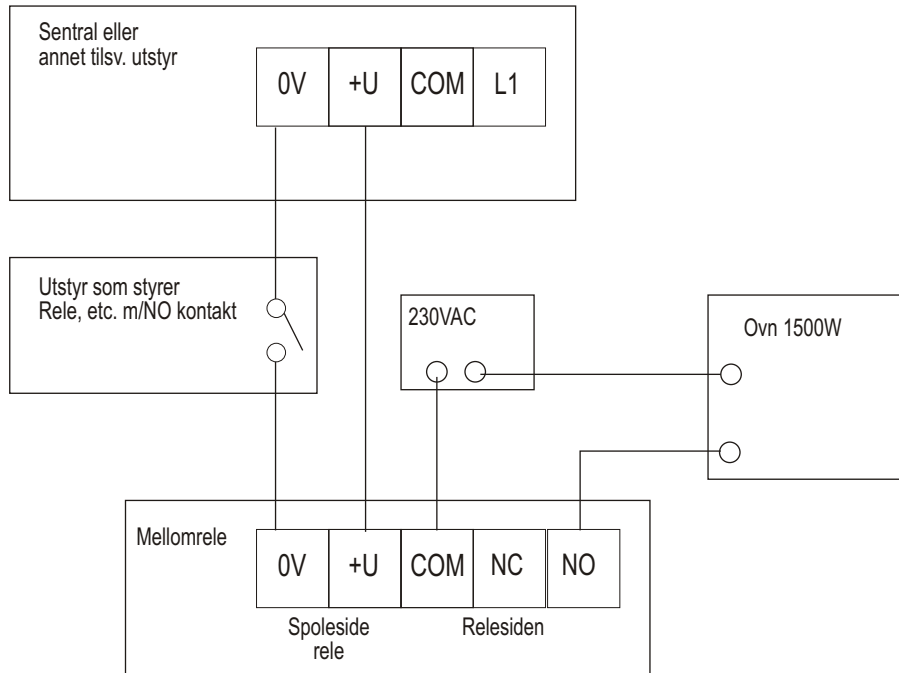 Sentral eller
annet tilsv. utstyr
0V +U COM L1
Utstyr som styrer
Rele, etc. m/NO kontakt
230VAC
Ovn 1500W
Mellomrele
0V +U COM NC NO
Spoleside
rele
Relesiden